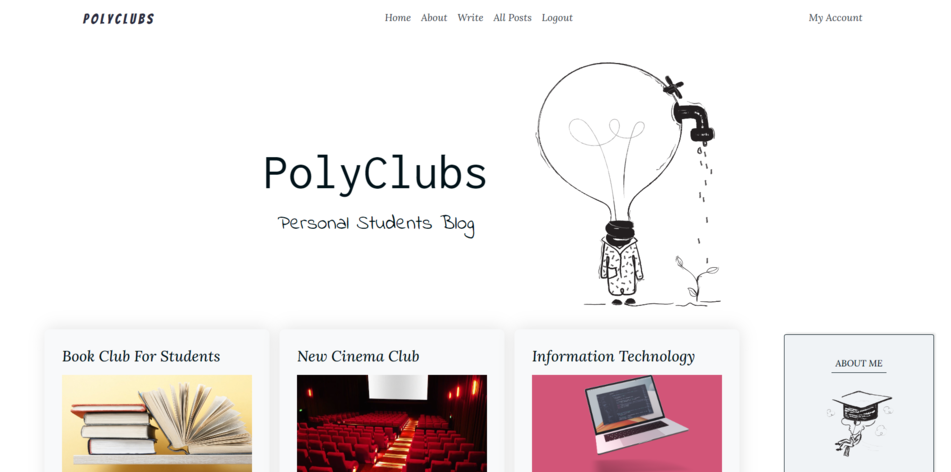 POLYCLUBS
Home About Write All Posts Logout
My Account
PolyClubs
Personal Students Blog
Book Club For Students
New Cinema Club
Information Technology
ABOUT ME